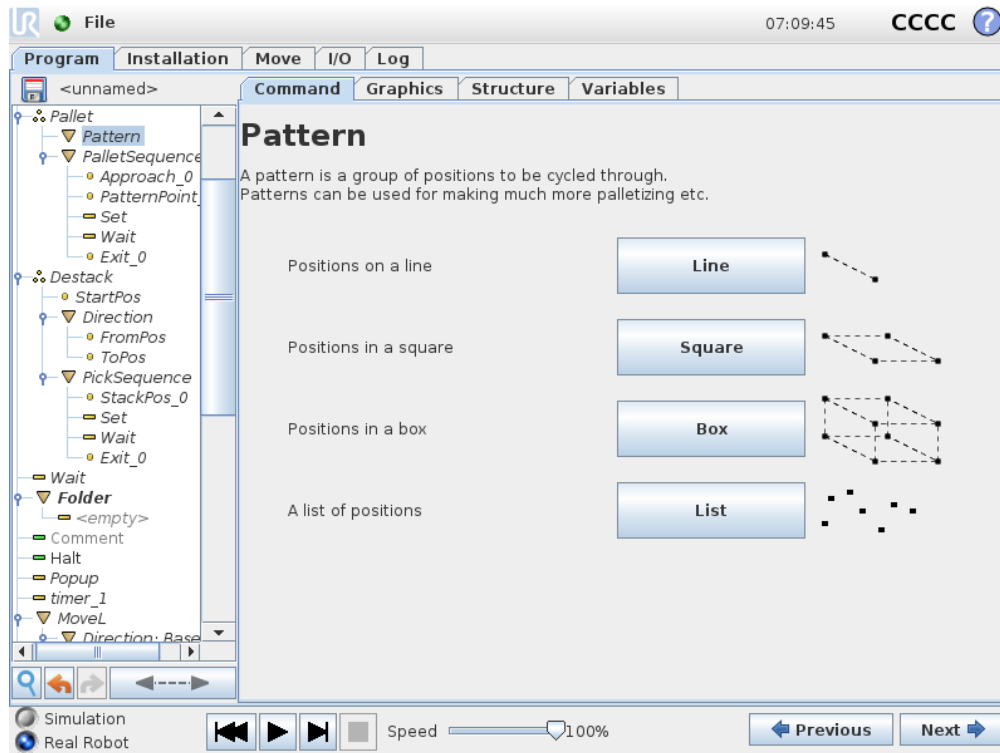 UR File 07:09:45 CCCC ?
Program Installation Move I/O Log
<unnamed> Command Graphics Structure Variables
Pallet
Pattern
PalletSequence
Approach_0
PatternPoint_
Set
Wait
Exit_0
Destack
StartPos
Direction
FromPos
ToPos
PickSequence
StackPos_0
Set
Wait
Exit_0
Wait
Folder
<empty>
Comment
Halt
Popup
timer_1
MoveL
Direction: Base
Pattern
A pattern is a group of positions to be cycled through.
Patterns can be used for making much more palletizing etc.
Positions on a line Line
Positions in a square Square
Positions in a box Box
A list of positions List
Simulation
Real Robot
Speed 100%
Previous Next